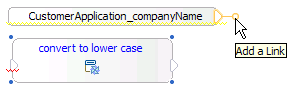 CustomerApplication_companyName
Add a Link
convert to lower case